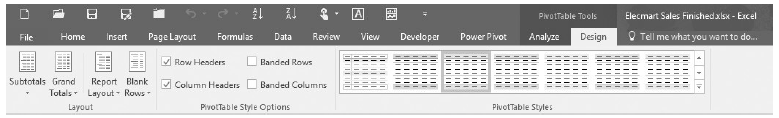 PivotTable Tools Elecmart Sales Finished.xlsx - Excel
File Home Insert Page Layout Formulas Data Review View Developer Power Pivot Analyze Design Tell me what you want to do...
Subtotals Grand Totals Report Layout Blank Rows
Row Headers Banded Rows
Column Headers Banded Columns
Layout PivotTable Style Options PivotTable Styles